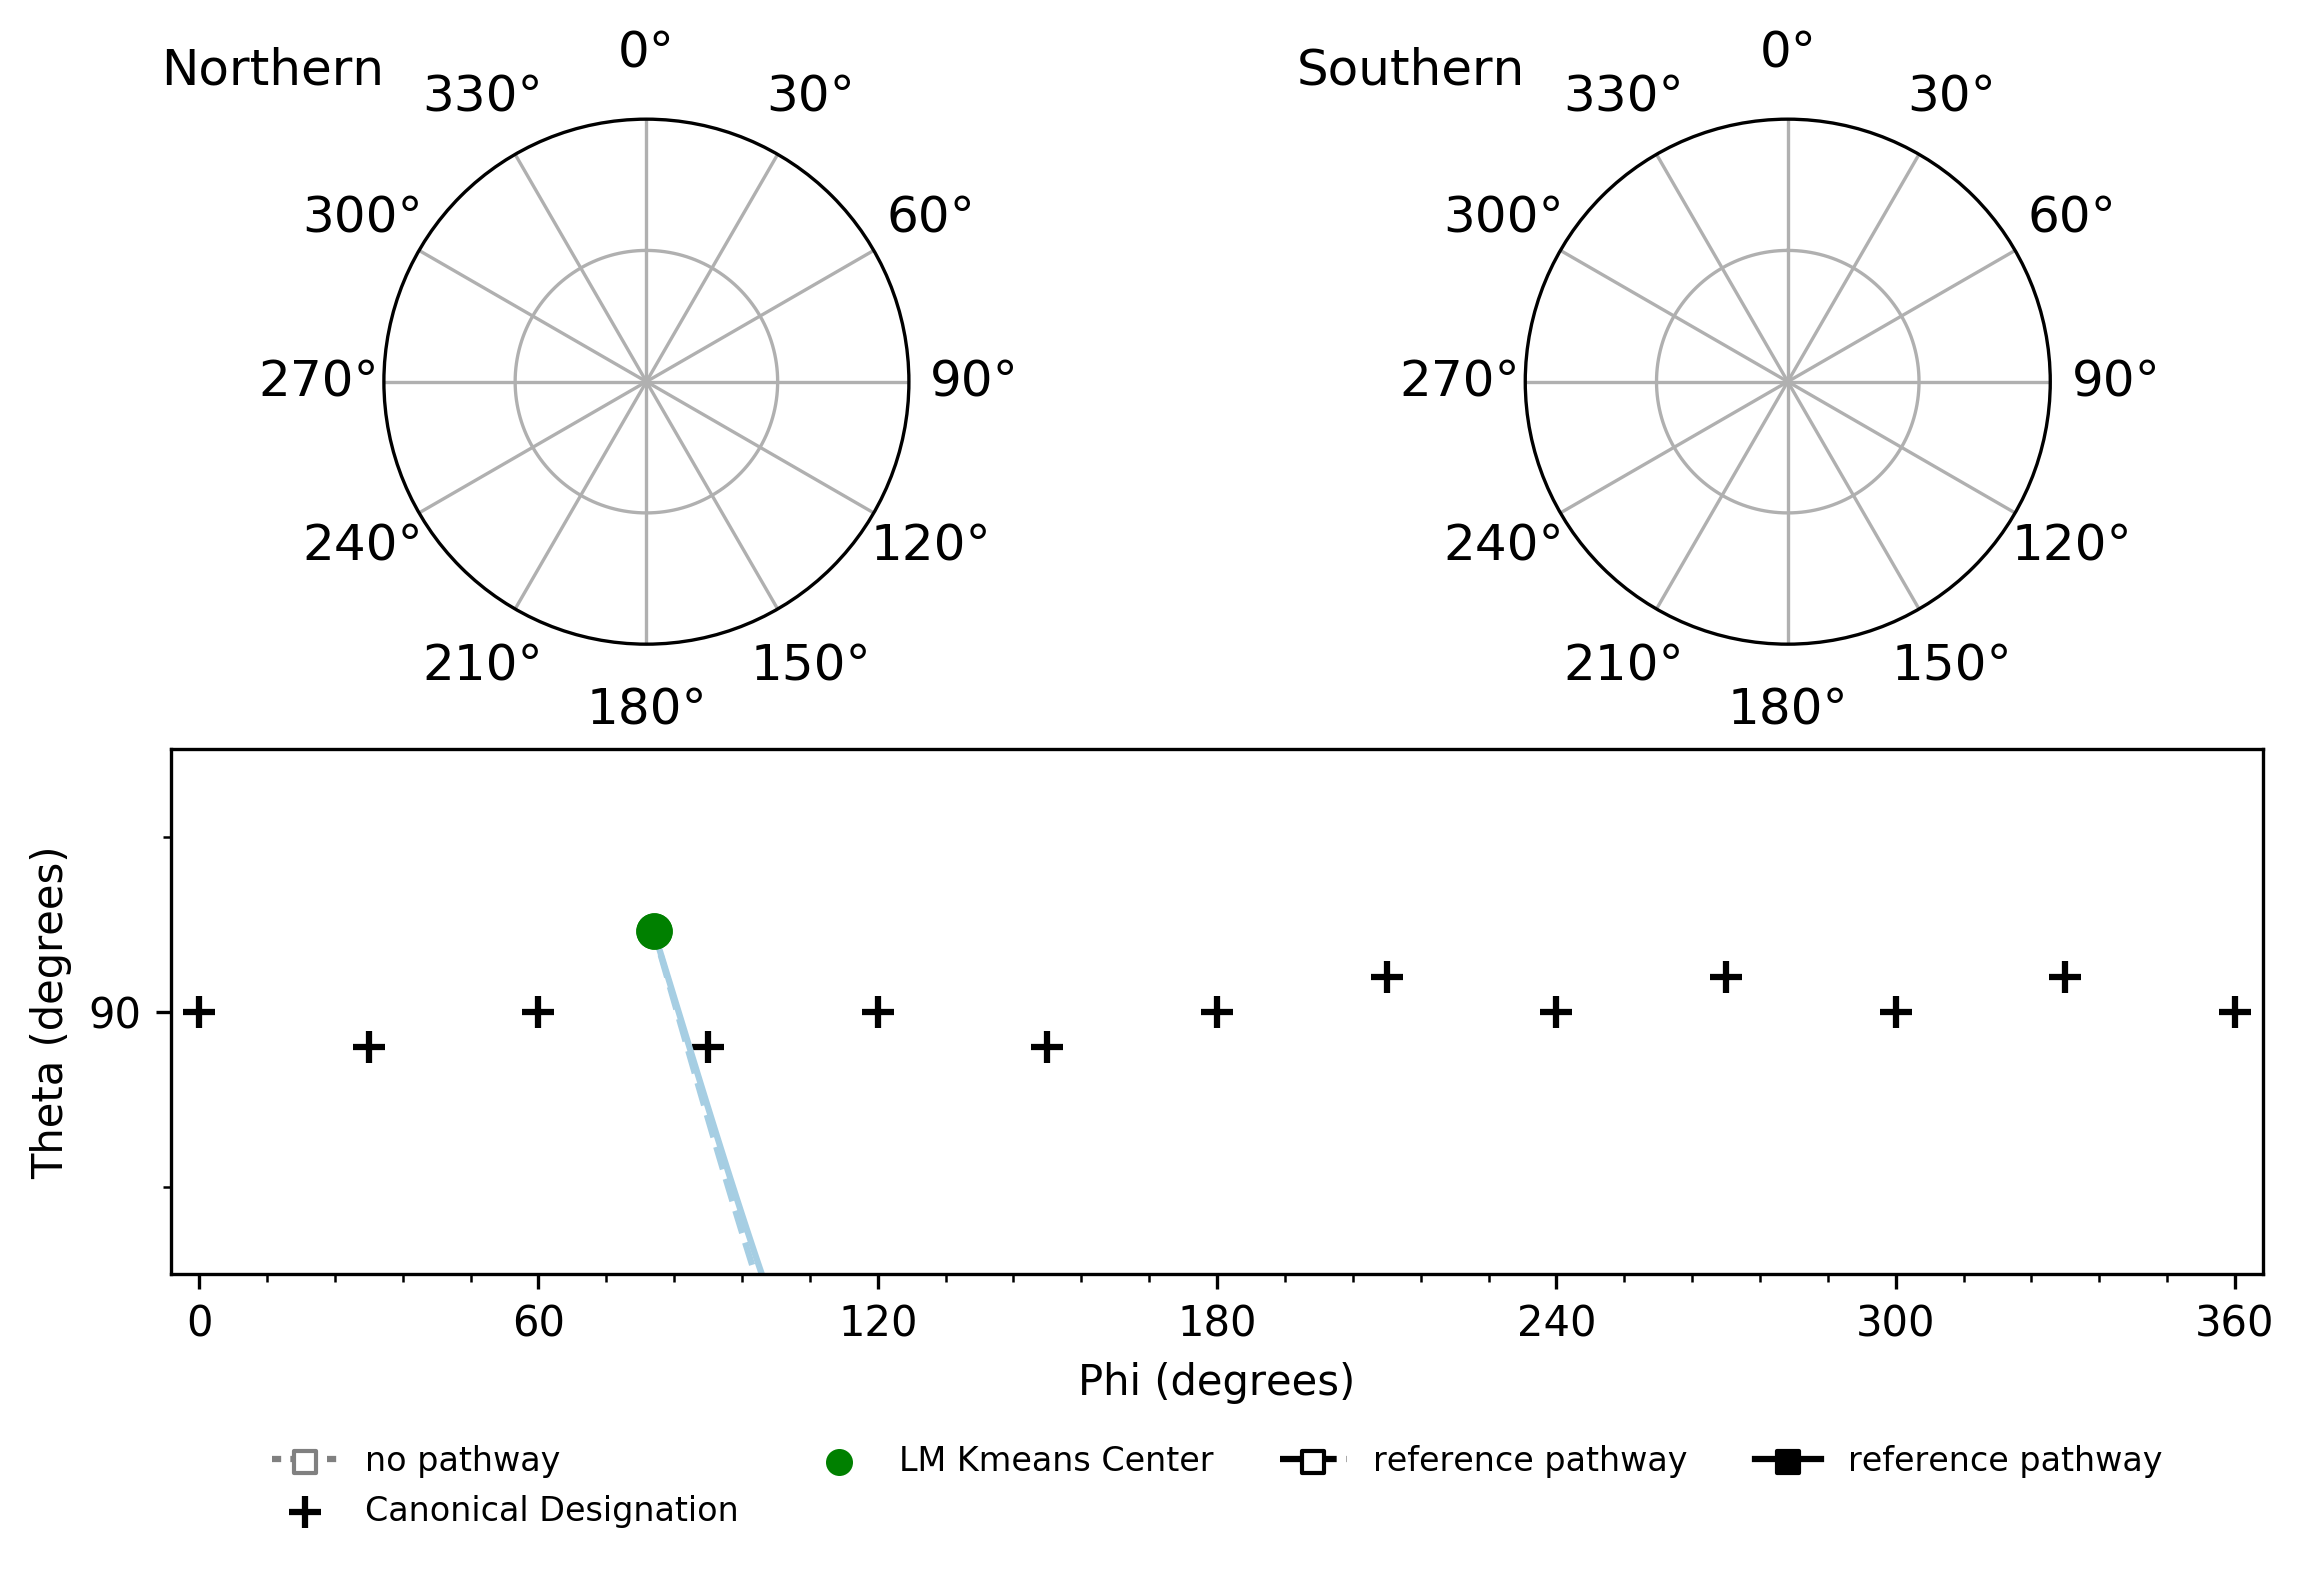 Northern
0°
330°
30°
300°
60°
270°
90°
240°
120°
210°
150°
180°
Southern
0°
330°
30°
300°
60°
270°
90°
240°
120°
210°
150°
180°
Theta (degrees)
90
0 60 120 180 240 300 360
Phi (degrees)
no pathway
Canonical Designation
LM Kmeans Center
reference pathway
reference pathway